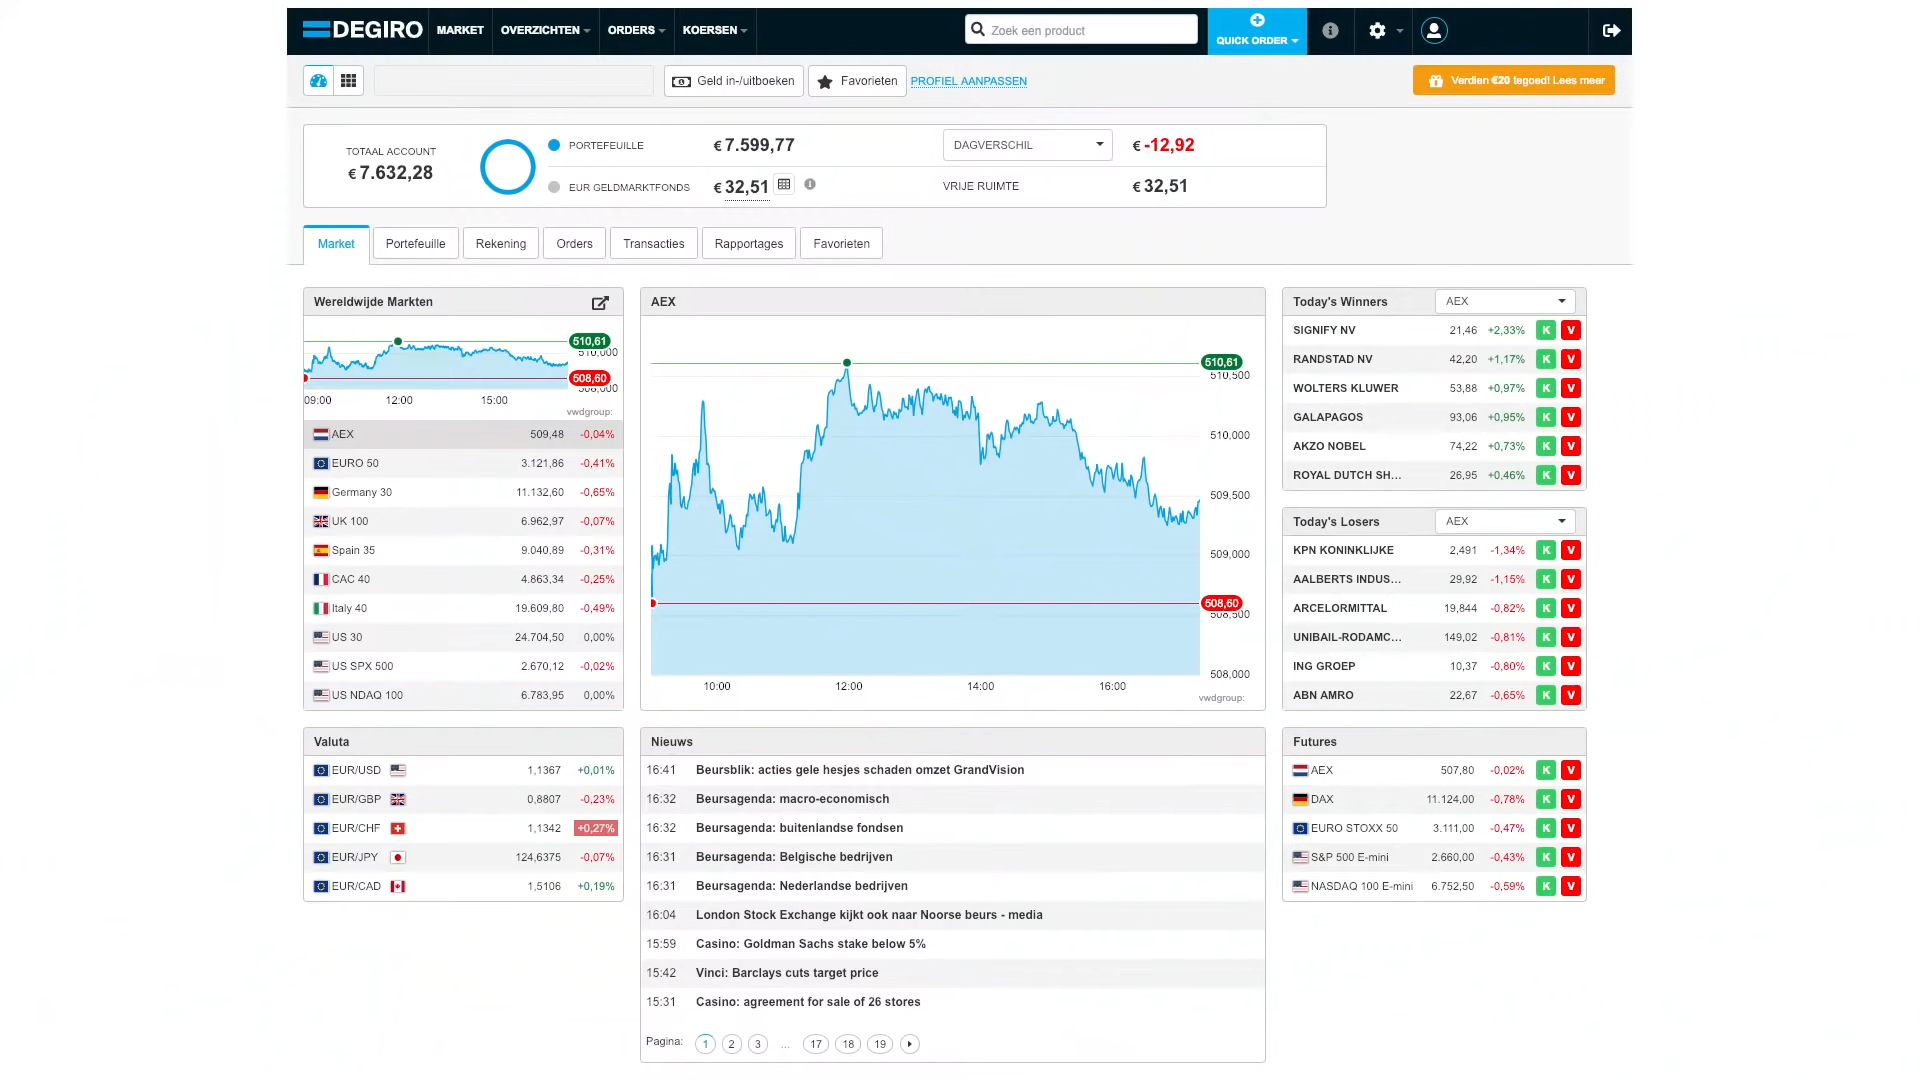 DEGIRO MARKET OVERZICHTEN ORDERS KOERSEN Zoek een product QUICK ORDER
Geld in-/uitboeken Favorieten PROFIEL AANPASSEN Verdien €20 tegoed! Lees meer
TOTAAL ACCOUNT
€ 7.632,28
PORTEFEUILLE € 7.599,77 DAGVERSCHIL € -12,92
EUR GELDMARKTFONDS € 32,51 VRIJE RUIMTE € 32,51
Market Portefeuille Rekening Orders Transacties Rapportages Favorieten
Wereldwijde Markten
510,61
510,000
508,60
508,000
09:00 12:00 15:00
vwdgroup:
AEX 509,48 -0,04%
EURO 50 3.121,86 -0,41%
Germany 30 11.132,60 -0,65%
UK 100 6.962,97 -0,07%
Spain 35 9.040,89 -0,31%
CAC 40 4.863,34 -0,25%
Italy 40 19.609,80 -0,49%
US 30 24.704,50 0,00%
US SPX 500 2.670,12 -0,02%
US NDAQ 100 6.783,95 0,00%
AEX
510,61
510,500
510,000
509,500
509,000
508,60
508,500
508,000
10:00 12:00 14:00 16:00
vwdgroup:
Today's Winners AEX
SIGNIFY NV 21,46 +2,33% K V
RANDSTAD NV 42,20 +1,17% K V
WOLTERS KLUWER 53,88 +0,97% K V
GALAPAGOS 93,06 +0,95% K V
AKZO NOBEL 74,22 +0,73% K V
ROYAL DUTCH SH... 26,95 +0,46% K V
Today's Losers AEX
KPN KONINKLIJKE 2,491 -1,34% K V
AALBERTS INDUS... 29,92 -1,15% K V
ARCELORMITTAL 19,844 -0,82% K V
UNIBAIL-RODAMC... 149,02 -0,81% K V
ING GROEP 10,37 -0,80% K V
ABN AMRO 22,67 -0,65% K V
Valuta
EUR/USD 1,1367 +0,01%
EUR/GBP 0,8807 -0,23%
EUR/CHF 1,1342 +0,27%
EUR/JPY 124,6375 -0,07%
EUR/CAD 1,5106 +0,19%
Nieuws
16:41 Beursblik: acties gele hesjes schaden omzet GrandVision
16:32 Beursagenda: macro-economisch
16:32 Beursagenda: buitenlandse fondsen
16:31 Beursagenda: Belgische bedrijven
16:31 Beursagenda: Nederlandse bedrijven
16:04 London Stock Exchange kijkt ook naar Noorse beurs - media
15:59 Casino: Goldman Sachs stake below 5%
15:42 Vinci: Barclays cuts target price
15:31 Casino: agreement for sale of 26 stores
Pagina: 1 2 3 ... 17 18 19
Futures
AEX 507,80 -0,02% K V
DAX 11.124,00 -0,78% K V
EURO STOXX 50 3.111,00 -0,47% K V
S&P 500 E-mini 2.660,00 -0,43% K V
NASDAQ 100 E-mini 6.752,50 -0,59% K V